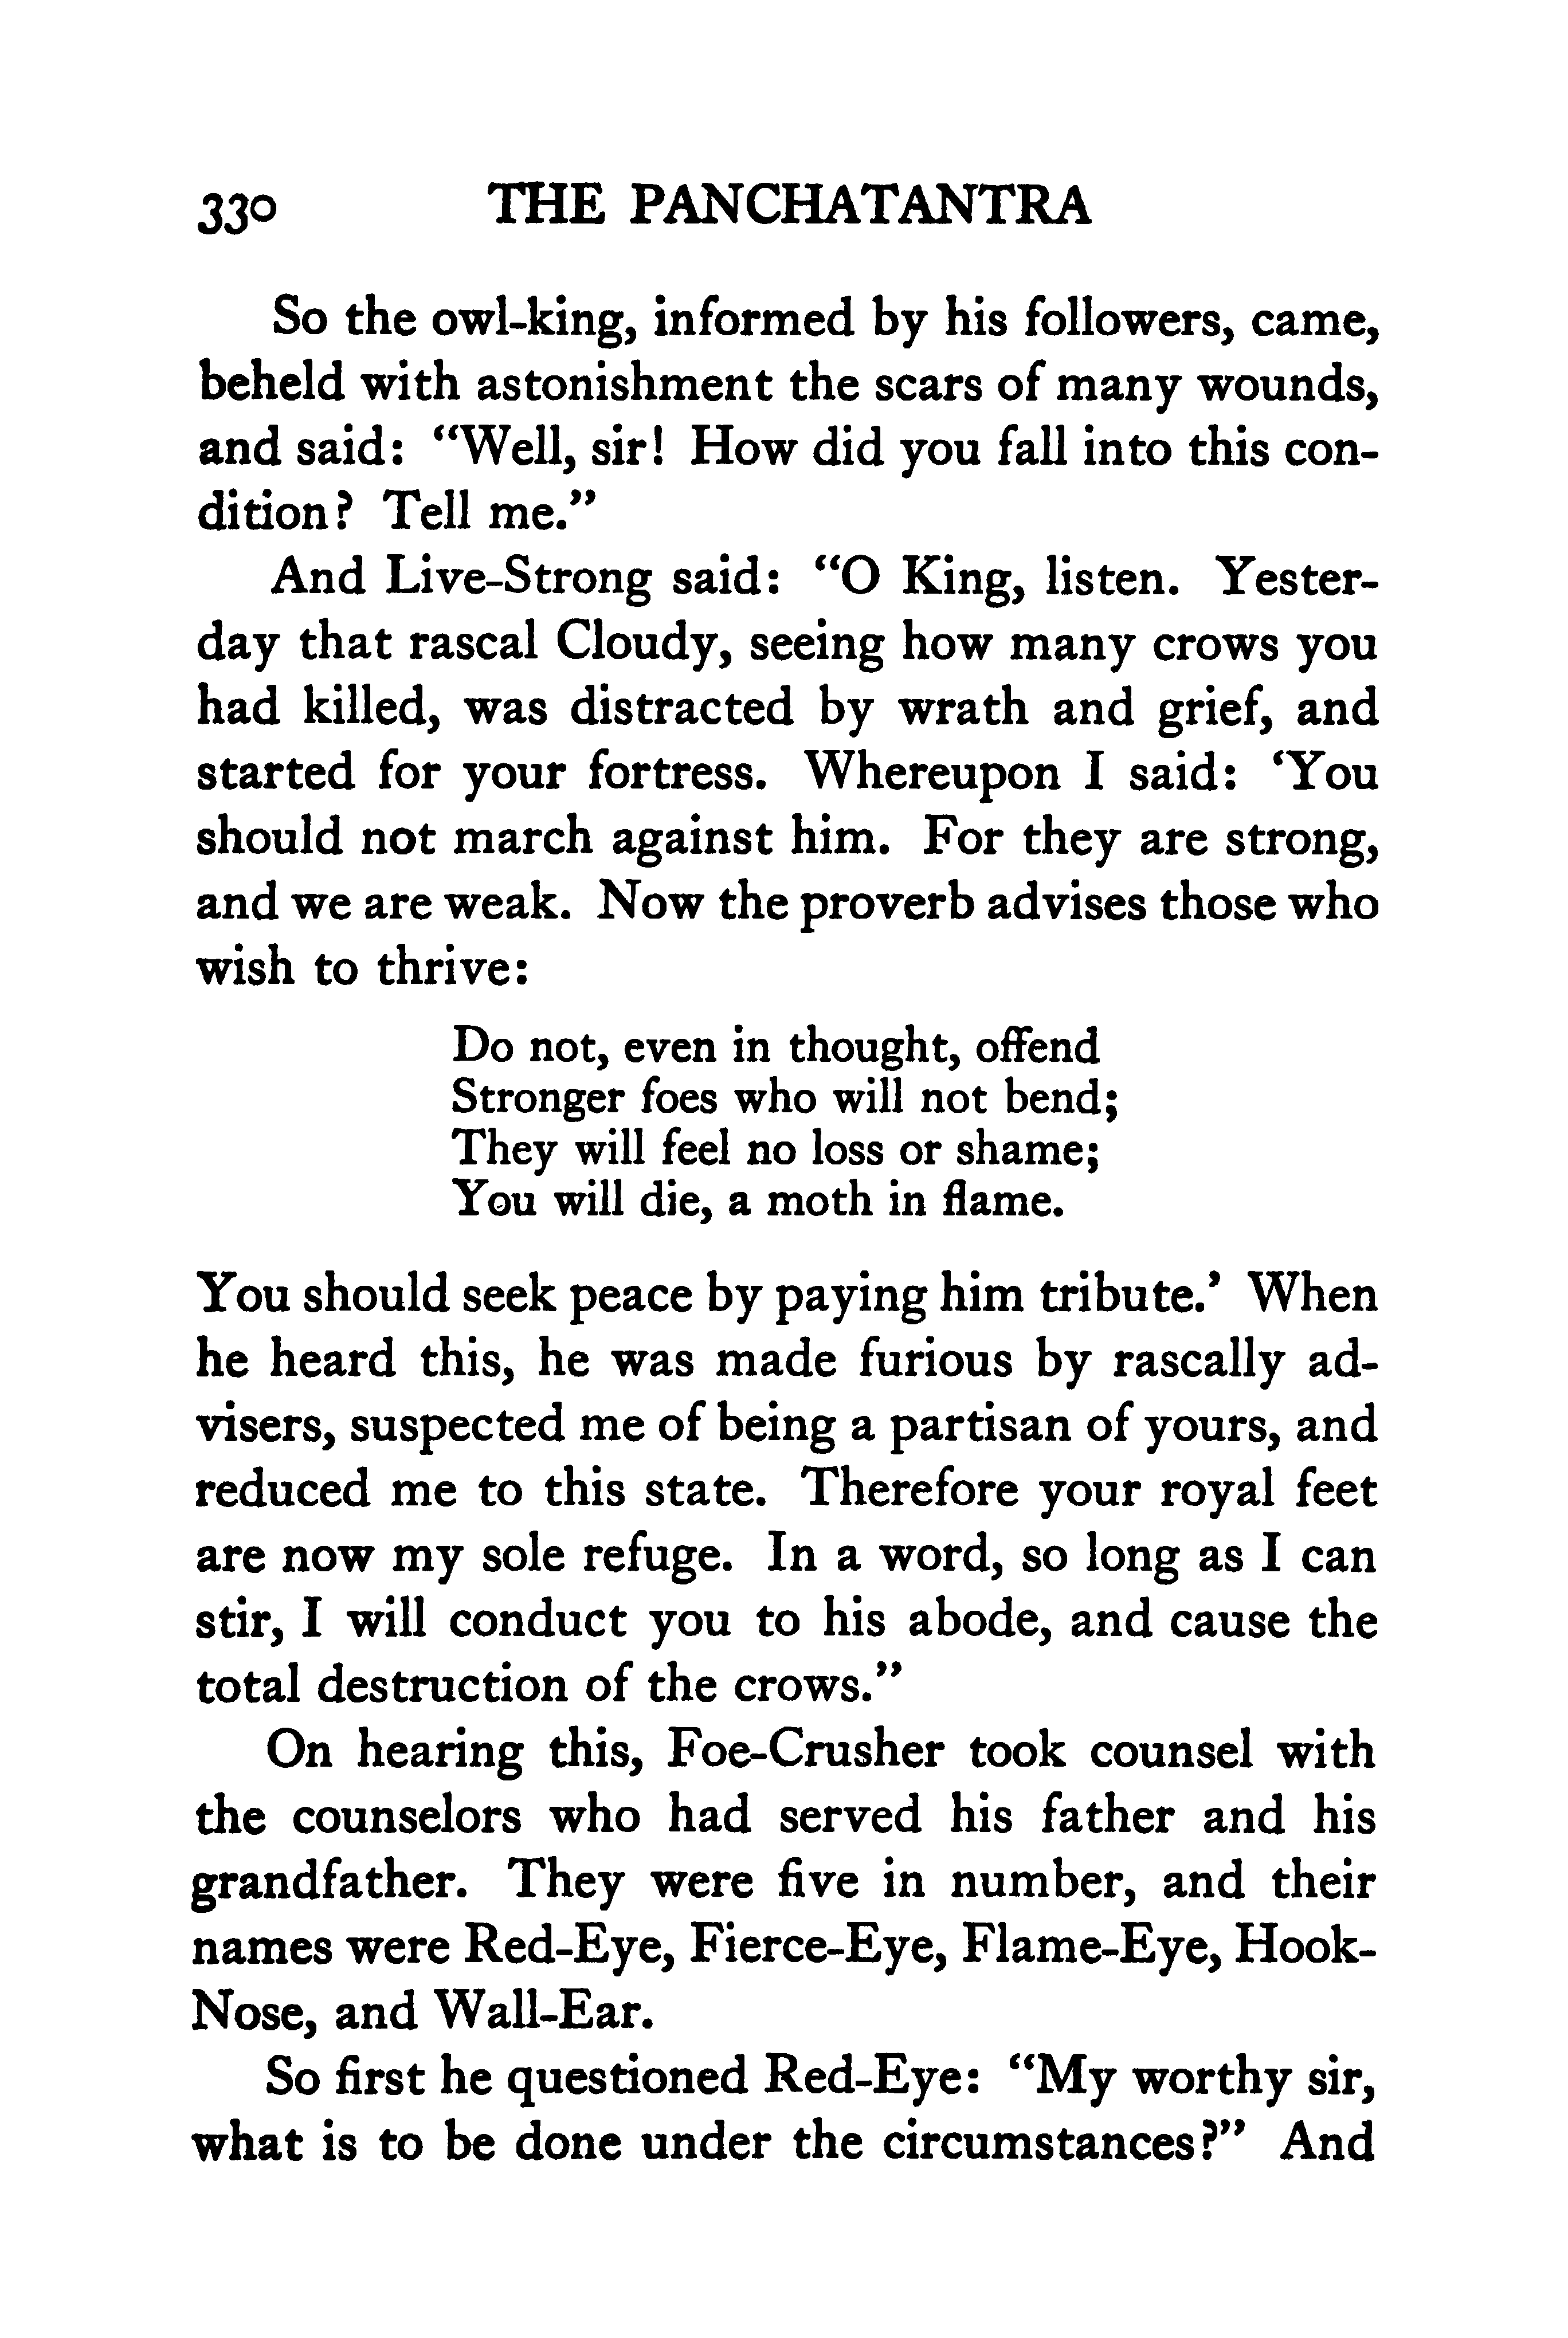 330 THE PANCHATANTRA
So the owl-king, informed by his followers, came,
beheld with astonishment the scars of many wounds,
and said: “Well, sir! How did you fall into this con-
dition? Tell me.”
And Live-Strong said: “O King, listen. Yester-
day that rascal Cloudy, seeing how many crows you
had killed, was distracted by wrath and grief, and
started for your fortress. Whereupon I said: ‘You
should not march against him. For they are strong,
and we are weak. Now the proverb advises those who
wish to thrive:
Do not, even in thought, offend
Stronger foes who will not bend;
They will feel no loss or shame;
You will die, a moth in flame.
You should seek peace by paying him tribute.’ When
he heard this, he was made furious by rascally ad-
visers, suspected me of being a partisan of yours, and
reduced me to this state. Therefore your royal feet
are now my sole refuge. In a word, so long as I can
stir, I will conduct you to his abode, and cause the
total destruction of the crows.”
On hearing this, Foe-Crusher took counsel with
the counselors who had served his father and his
grandfather. They were five in number, and their
names were Red-Eye, Fierce-Eye, Flame-Eye, Hook-
Nose, and Wall-Ear.
So first he questioned Red-Eye: “My worthy sir,
what is to be done under the circumstances?” And